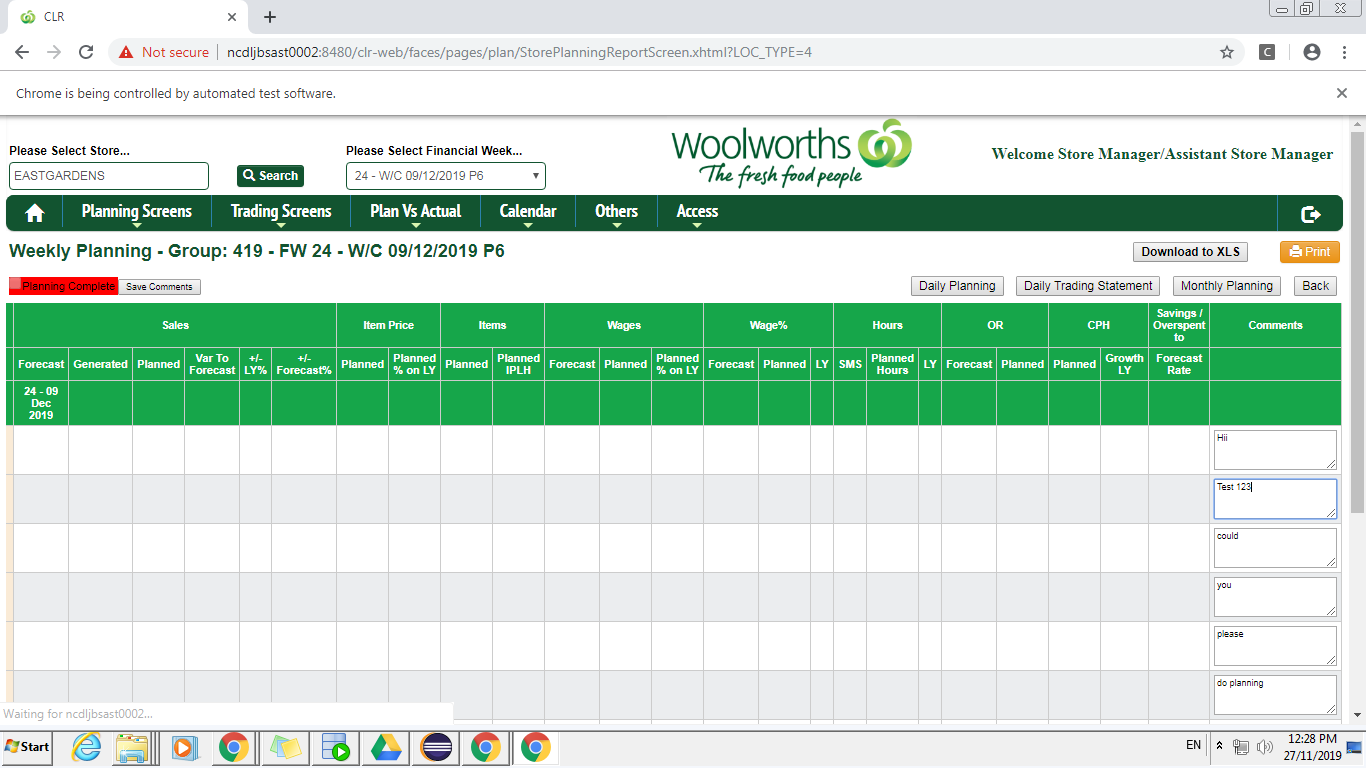 CLR
Not secure
ncdljbsast0002:8480/clr-web/faces/pages/plan/StorePlanningReportScreen.xhtml?LOC_TYPE=4
C
Chrome is being controlled by automated test software.
Please Select Store...
Please Select Financial Week...
EASTGARDENS
Search
24 - W/C 09/12/2019 P6
Woolworths
The fresh food people
Welcome Store Manager/Assistant Store Manager
Planning Screens
Trading Screens
Plan Vs Actual
Calendar
Others
Access
Weekly Planning - Group: 419 - FW 24 - W/C 09/12/2019 P6
Download to XLS
Print
Planning Complete
Save Comments
Daily Planning
Daily Trading Statement
Monthly Planning
Back
Sales
Item Price
Items
Wages
Wage%
Hours
OR
CPH
Savings /
Overspent
to
Comments
Forecast
Generated
Planned
Var To
Forecast
+/-
LY%
+/-
Forecast%
Planned
Planned
% on LY
Planned
Planned
IPLH
Forecast
Planned
Planned
% on LY
Forecast
Planned
LY
SMS
Planned
Hours
LY
Forecast
Planned
Planned
Growth
LY
Forecast
Rate
24 - 09
Dec
2019
Hii
Test 123
could
you
please
do planning
Waiting for ncdljbsast0002...
Start
EN
12:28 PM
27/11/2019